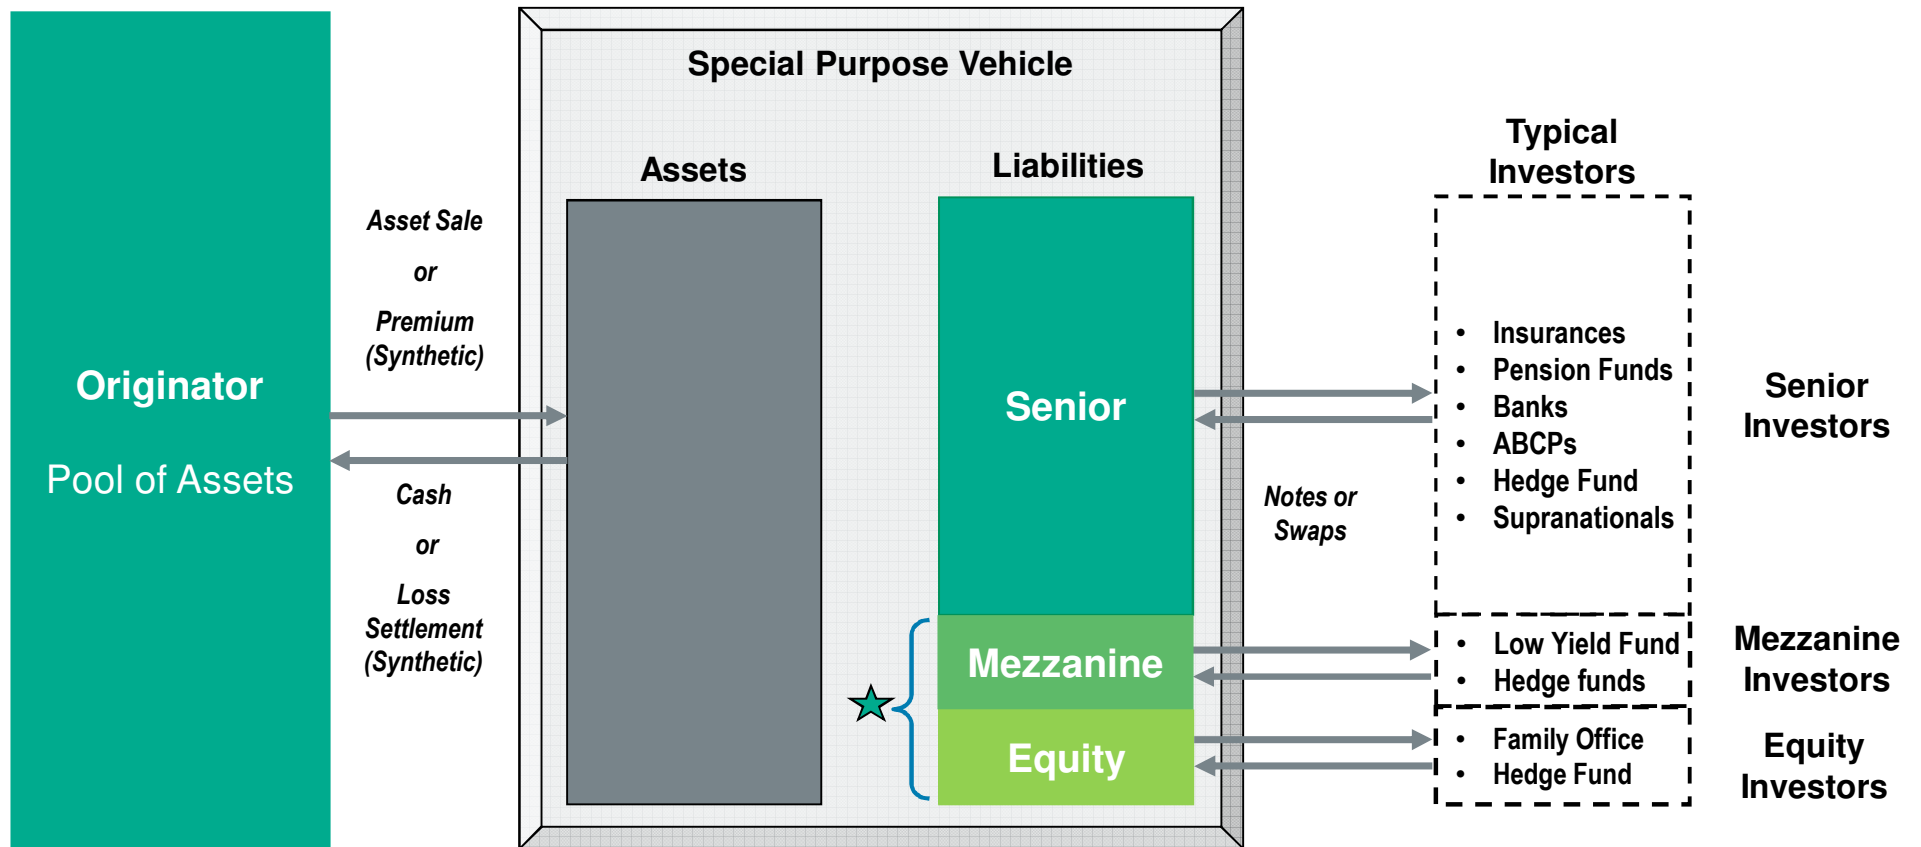 Special Purpose Vehicle
Originator
Pool of Assets
Asset Sale
or
Premium
(Synthetic)
Cash
or
Loss
Settlement
(Synthetic)
Assets
Liabilities
Senior
Mezzanine
Equity
Notes or
Swaps
Typical
Investors
• Insurances
• Pension Funds
• Banks
• ABCPs
• Hedge Fund
• Supranationals
• Low Yield Fund
• Hedge funds
• Family Office
• Hedge Fund
Senior
Investors
Mezzanine
Investors
Equity
Investors